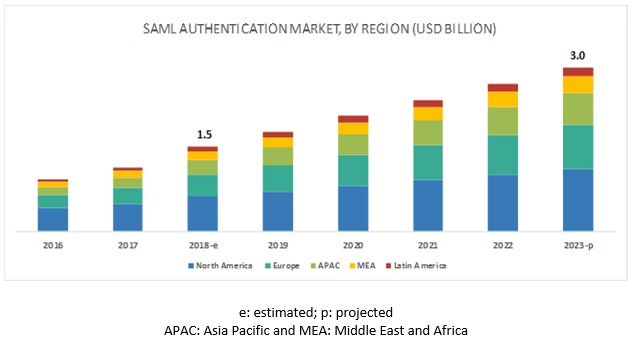 SAML AUTHENTICATION MARKET, BY REGION (USD BILLION)
3.0
1.5
2016 2017 2018-e 2019 2020 2021 2022 2023-p
North America Europe APAC MEA Latin America
e: estimated; p: projected
APAC: Asia Pacific and MEA: Middle East and Africa